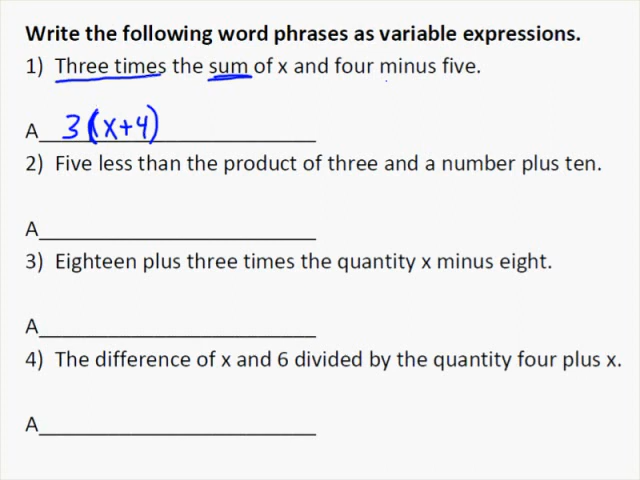 Write the following word phrases as variable expressions.
1) Three times the sum of x and four minus five.
A 3(x+4)
2) Five less than the product of three and a number plus ten.
A
3) Eighteen plus three times the quantity x minus eight.
A
4) The difference of x and 6 divided by the quantity four plus x.
A